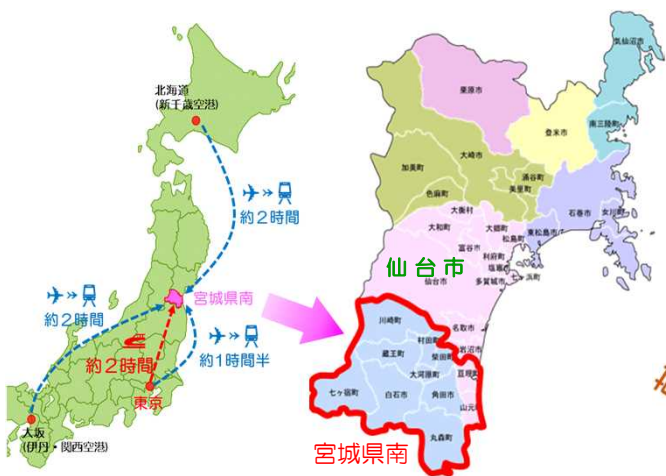 北海道
(新千歳空港)
約2時間
宮城県南
約2時間
約2時間
約1時間半
東京
大坂
(伊丹・関西空港)
気仙沼市
栗原市
南三陸町
登米市
大崎市
加美町
涌谷町
美里町
色麻町
石巻市
女川町
大衡村
大郷町
東松島市
大和町
松島町
富谷市
利府町
仙台市
塩竈市
七ヶ浜町
仙台市
多賀城市
川崎町
名取市
村田町
岩沼市
蔵王町
柴田町
大河原町
亘理町
七ヶ宿町
白石市
角田市
山元町
丸森町
宮城県南